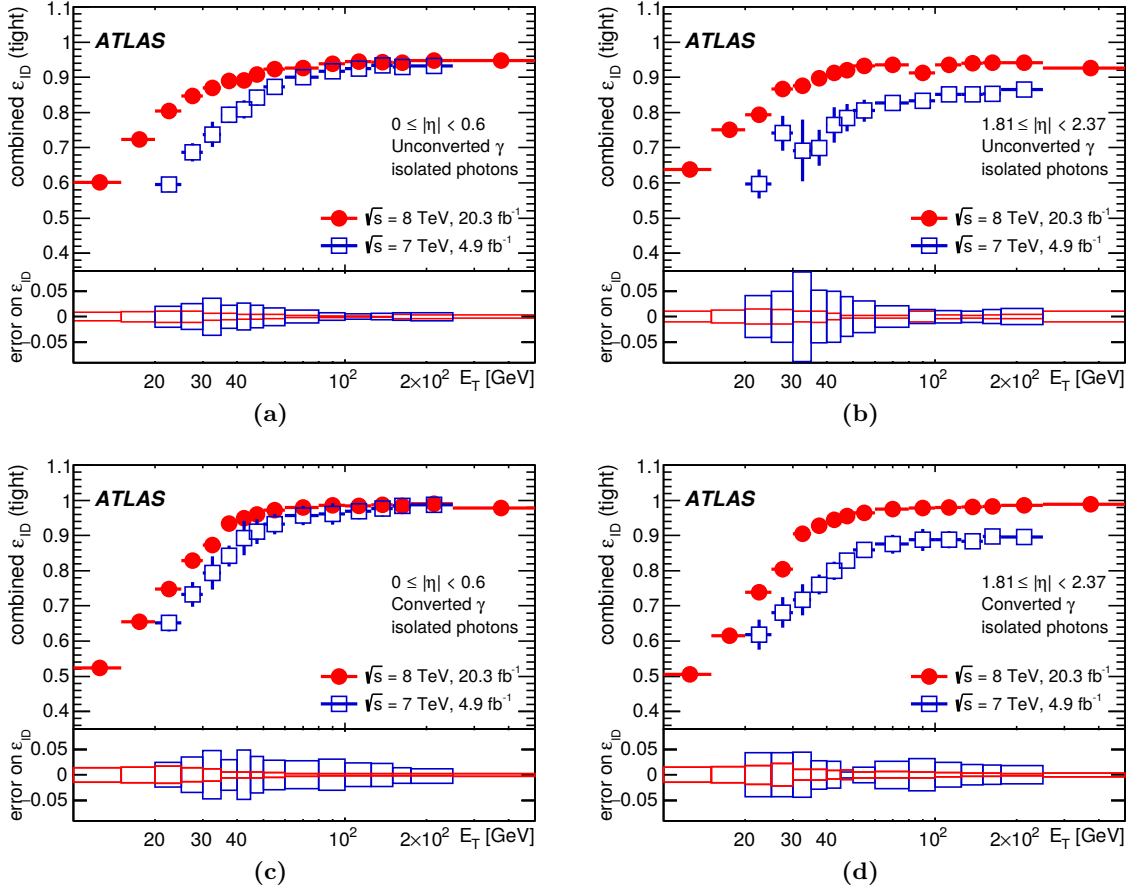 combined ε_ID (tight)
1.1
1
0.9
0.8
0.7
0.6
0.5
0.4
ATLAS
0 ≤ |η| < 0.6
Unconverted γ
isolated photons
√s = 8 TeV, 20.3 fb⁻¹
√s = 7 TeV, 4.9 fb⁻¹
error on ε_ID
0.05
0
−0.05
20 30 40 10² 2×10² E_T [GeV]
(a)
combined ε_ID (tight)
1.1
1
0.9
0.8
0.7
0.6
0.5
0.4
ATLAS
1.81 ≤ |η| < 2.37
Unconverted γ
isolated photons
√s = 8 TeV, 20.3 fb⁻¹
√s = 7 TeV, 4.9 fb⁻¹
error on ε_ID
0.05
0
−0.05
20 30 40 10² 2×10² E_T [GeV]
(b)
combined ε_ID (tight)
1.1
1
0.9
0.8
0.7
0.6
0.5
0.4
ATLAS
0 ≤ |η| < 0.6
Converted γ
isolated photons
√s = 8 TeV, 20.3 fb⁻¹
√s = 7 TeV, 4.9 fb⁻¹
error on ε_ID
0.05
0
−0.05
20 30 40 10² 2×10² E_T [GeV]
(c)
combined ε_ID (tight)
1.1
1
0.9
0.8
0.7
0.6
0.5
0.4
ATLAS
1.81 ≤ |η| < 2.37
Converted γ
isolated photons
√s = 8 TeV, 20.3 fb⁻¹
√s = 7 TeV, 4.9 fb⁻¹
error on ε_ID
0.05
0
−0.05
20 30 40 10² 2×10² E_T [GeV]
(d)